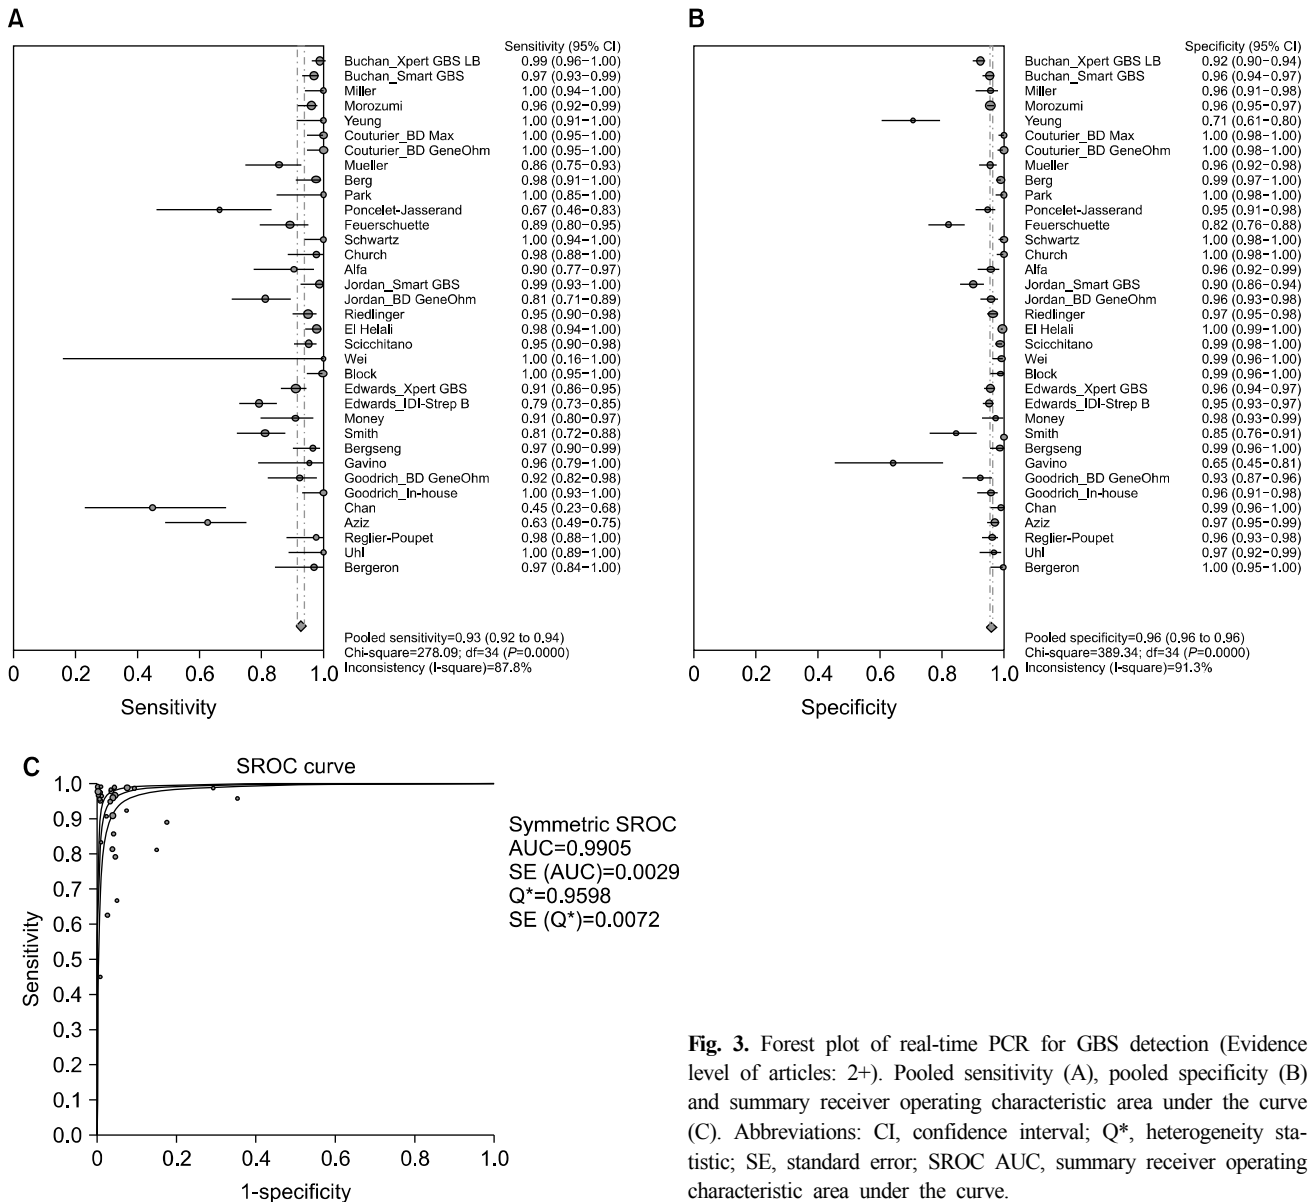 A
Sensitivity (95% CI)
Buchan_Xpert GBS LB 0.99 (0.96−1.00)
Buchan_Smart GBS 0.97 (0.93−0.99)
Miller 1.00 (0.94−1.00)
Morozumi 0.96 (0.92−0.99)
Yeung 1.00 (0.91−1.00)
Couturier_BD Max 1.00 (0.95−1.00)
Couturier_BD GeneOhm 1.00 (0.95−1.00)
Mueller 0.86 (0.75−0.93)
Berg 0.98 (0.91−1.00)
Park 1.00 (0.85−1.00)
Poncelet-Jasserand 0.67 (0.46−0.83)
Feuerschuette 0.89 (0.80−0.95)
Schwartz 1.00 (0.94−1.00)
Church 0.98 (0.88−1.00)
Alfa 0.90 (0.77−0.97)
Jordan_Smart GBS 0.99 (0.93−1.00)
Jordan_BD GeneOhm 0.81 (0.71−0.89)
Riedlinger 0.95 (0.90−0.98)
El Helali 0.98 (0.94−1.00)
Scicchitano 0.95 (0.90−0.98)
Wei 1.00 (0.16−1.00)
Block 1.00 (0.95−1.00)
Edwards_Xpert GBS 0.91 (0.86−0.95)
Edwards_IDI-Strep B 0.79 (0.73−0.85)
Money 0.91 (0.80−0.97)
Smith 0.81 (0.72−0.88)
Bergseng 0.97 (0.90−0.99)
Gavino 0.96 (0.79−1.00)
Goodrich_BD GeneOhm 0.92 (0.82−0.98)
Goodrich_In-house 1.00 (0.93−1.00)
Chan 0.45 (0.23−0.68)
Aziz 0.63 (0.49−0.75)
Reglier-Poupet 0.98 (0.88−1.00)
Uhl 1.00 (0.89−1.00)
Bergeron 0.97 (0.84−1.00)
Pooled sensitivity=0.93 (0.92 to 0.94)
Chi-square=278.09; df=34 (P=0.0000)
Inconsistency (I-square)=87.8%
0 0.2 0.4 0.6 0.8 1.0
Sensitivity
B
Specificity (95% CI)
Buchan_Xpert GBS LB 0.92 (0.90−0.94)
Buchan_Smart GBS 0.96 (0.94−0.97)
Miller 0.96 (0.91−0.98)
Morozumi 0.96 (0.95−0.97)
Yeung 0.71 (0.61−0.80)
Couturier_BD Max 1.00 (0.98−1.00)
Couturier_BD GeneOhm 1.00 (0.98−1.00)
Mueller 0.96 (0.92−0.98)
Berg 0.99 (0.97−1.00)
Park 1.00 (0.98−1.00)
Poncelet-Jasserand 0.95 (0.91−0.98)
Feuerschuette 0.82 (0.76−0.88)
Schwartz 1.00 (0.98−1.00)
Church 1.00 (0.98−1.00)
Alfa 0.96 (0.92−0.99)
Jordan_Smart GBS 0.90 (0.86−0.94)
Jordan_BD GeneOhm 0.96 (0.93−0.98)
Riedlinger 0.97 (0.95−0.98)
El Helali 1.00 (0.99−1.00)
Scicchitano 0.99 (0.98−1.00)
Wei 0.99 (0.96−1.00)
Block 0.99 (0.96−1.00)
Edwards_Xpert GBS 0.96 (0.94−0.97)
Edwards_IDI-Strep B 0.95 (0.93−0.97)
Money 0.98 (0.93−0.99)
Smith 0.85 (0.76−0.91)
Bergseng 0.99 (0.96−1.00)
Gavino 0.65 (0.45−0.81)
Goodrich_BD GeneOhm 0.93 (0.87−0.96)
Goodrich_In-house 0.96 (0.91−0.98)
Chan 0.99 (0.96−1.00)
Aziz 0.97 (0.95−0.99)
Reglier-Poupet 0.96 (0.93−0.98)
Uhl 0.97 (0.92−0.99)
Bergeron 1.00 (0.95−1.00)
Pooled specificity=0.96 (0.96 to 0.96)
Chi-square=389.34; df=34 (P=0.0000)
Inconsistency (I-square)=91.3%
0 0.2 0.4 0.6 0.8 1.0
Specificity
C
SROC curve
1.0
0.9
0.8
0.7
0.6
0.5
0.4
0.3
0.2
0.1
0.0
Sensitivity
0 0.2 0.4 0.6 0.8 1.0
1-specificity
Symmetric SROC
AUC=0.9905
SE (AUC)=0.0029
Q*=0.9598
SE (Q*)=0.0072
Fig. 3. Forest plot of real-time PCR for GBS detection (Evidence
level of articles: 2+). Pooled sensitivity (A), pooled specificity (B)
and summary receiver operating characteristic area under the curve
(C). Abbreviations: CI, confidence interval; Q*, heterogeneity sta-
tistic; SE, standard error; SROC AUC, summary receiver operating
characteristic area under the curve.